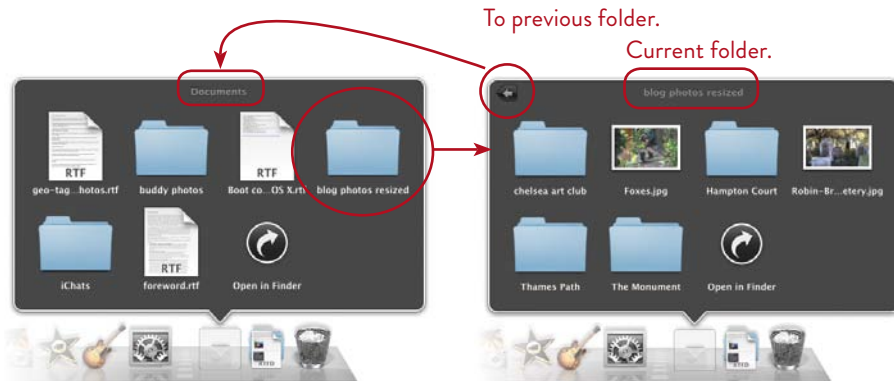 To previous folder.
Current folder.
Documents
RTF
geo-tag...hotos.rtf
buddy photos
RTF
Boot co...OS X.rtf
blog photos resized
iChats
RTF
foreword.rtf
Open in Finder
RTFD
blog photos resized
chelsea art club
Foxes.jpg
Hampton Court
Robin-Br...etery.jpg
Thames Path
The Monument
Open in Finder
RTFD